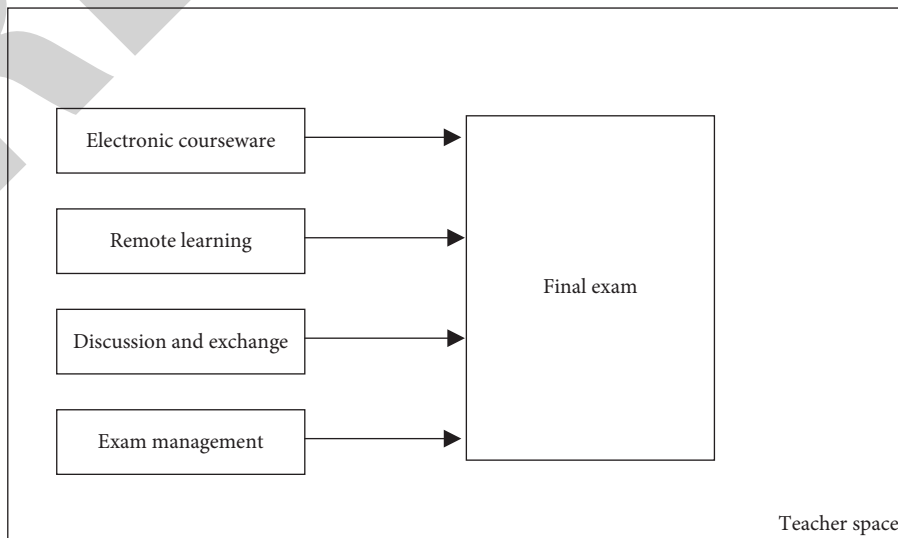 Electronic courseware
Remote learning
Discussion and exchange
Exam management
Final exam
Teacher space